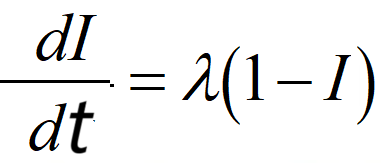 dI/dt = λ(1 − I)